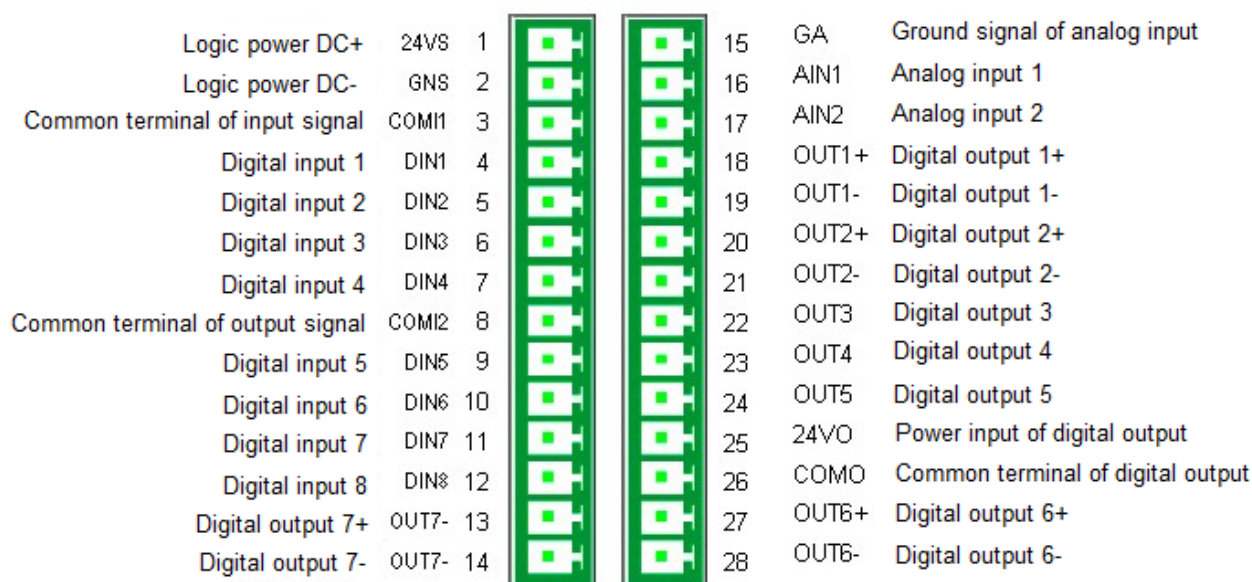 Logic power DC+ 24VS 1
Logic power DC- GNS 2
Common terminal of input signal COMI1 3
Digital input 1 DIN1 4
Digital input 2 DIN2 5
Digital input 3 DIN3 6
Digital input 4 DIN4 7
Common terminal of output signal COMI2 8
Digital input 5 DIN5 9
Digital input 6 DIN6 10
Digital input 7 DIN7 11
Digital input 8 DIN8 12
Digital output 7+ OUT7- 13
Digital output 7- OUT7- 14
15 GA Ground signal of analog input
16 AIN1 Analog input 1
17 AIN2 Analog input 2
18 OUT1+ Digital output 1+
19 OUT1- Digital output 1-
20 OUT2+ Digital output 2+
21 OUT2- Digital output 2-
22 OUT3 Digital output 3
23 OUT4 Digital output 4
24 OUT5 Digital output 5
25 24VO Power input of digital output
26 COMO Common terminal of digital output
27 OUT6+ Digital output 6+
28 OUT6- Digital output 6-